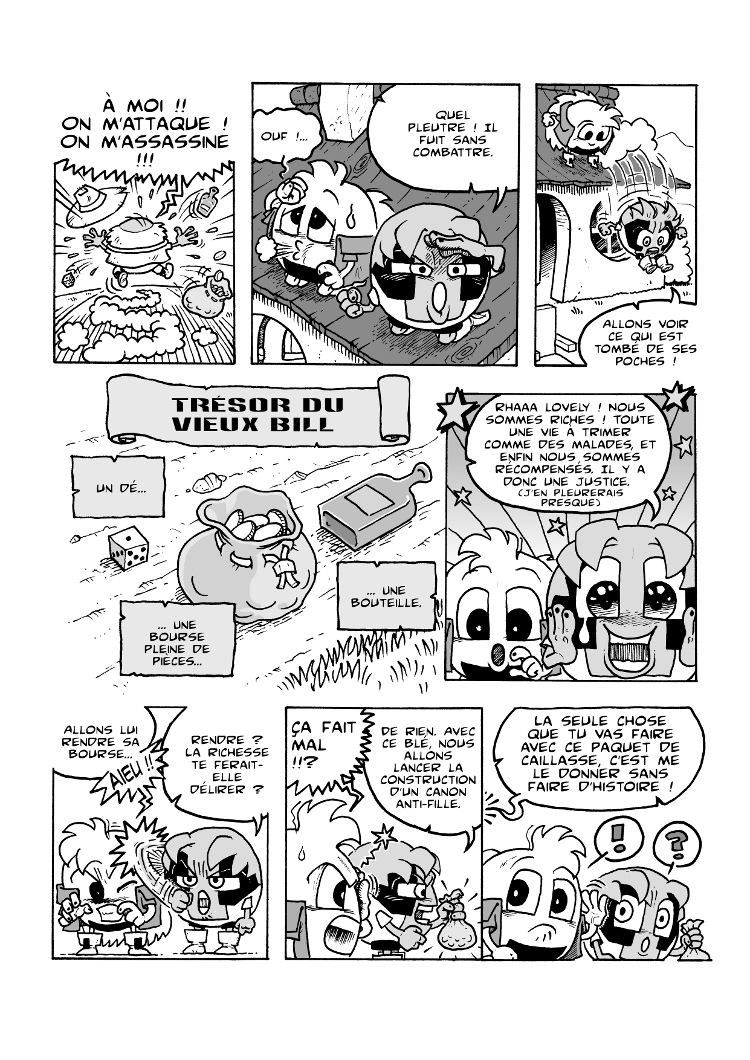 À MOI !!
ON M'ATTAQUE !
ON M'ASSASSINE
!!!
OUF !...
QUEL
PLEUTRE ! IL
FUIT SANS
COMBATTRE.
ALLONS VOIR
CE QUI EST
TOMBÉ DE SES
POCHES !
TRÉSOR DU
VIEUX BILL
UN DÉ...
... UNE
BOURSE
PLEINE DE
PIÈCES...
... UNE
BOUTEILLE.
RHAAA LOVELY ! NOUS
SOMMES RICHES ! TOUTE
UNE VIE À TRIMER
COMME DES MALADES, ET
ENFIN NOUS SOMMES
RÉCOMPENSÉS. IL Y A
DONC UNE JUSTICE.
(J'EN PLEURERAIS
PRESQUE)
ALLONS LUI
RENDRE SA
BOURSE...
AIEU !!
RENDRE ?
LA RICHESSE
TE FERAIT-
ELLE
DÉLIRER ?
ÇA FAIT
MAL
!!?
DE RIEN. AVEC
CE BLÉ, NOUS
ALLONS
LANCER LA
CONSTRUCTION
D'UN CANON
ANTI-FILLE.
LA SEULE CHOSE
QUE TU VAS FAIRE
AVEC CE PAQUET DE
CAILLASSE, C'EST ME
LE DONNER SANS
FAIRE D'HISTOIRE !
!
?